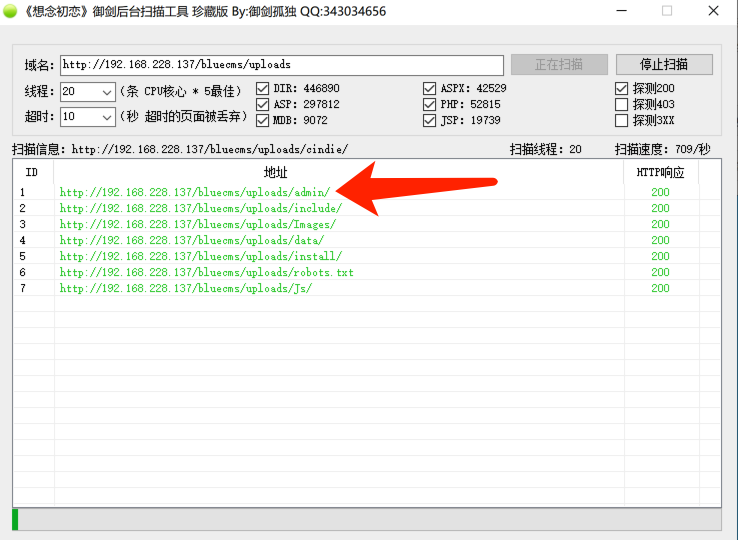 《想念初恋》御剑后台扫描工具 珍藏版 By:御剑孤独 QQ:343034656
域名: http://192.168.228.137/bluecms/uploads 正在扫描 停止扫描
线程: 20 (条 CPU核心 * 5最佳) DIR: 446890 ASPX: 42529 探测200
ASP: 297812 PHP: 52815 探测403
超时: 10 (秒 超时的页面被丢弃) MDB: 9072 JSP: 19739 探测3XX
扫描信息: http://192.168.228.137/bluecms/uploads/cindie/ 扫描线程: 20 扫描速度: 709/秒
ID 地址 HTTP响应
1 http://192.168.228.137/bluecms/uploads/admin/ 200
2 http://192.168.228.137/bluecms/uploads/include/ 200
3 http://192.168.228.137/bluecms/uploads/Images/ 200
4 http://192.168.228.137/bluecms/uploads/data/ 200
5 http://192.168.228.137/bluecms/uploads/install/ 200
6 http://192.168.228.137/bluecms/uploads/robots.txt 200
7 http://192.168.228.137/bluecms/uploads/Js/ 200